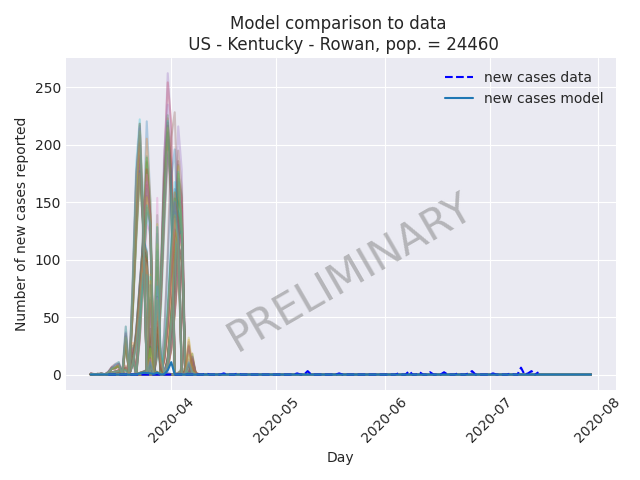 Model comparison to data
US - Kentucky - Rowan, pop. = 24460
new cases data
new cases model
Number of new cases reported
250
200
150
100
50
0
PRELIMINARY
2020-04
2020-05
2020-06
2020-07
2020-08
Day